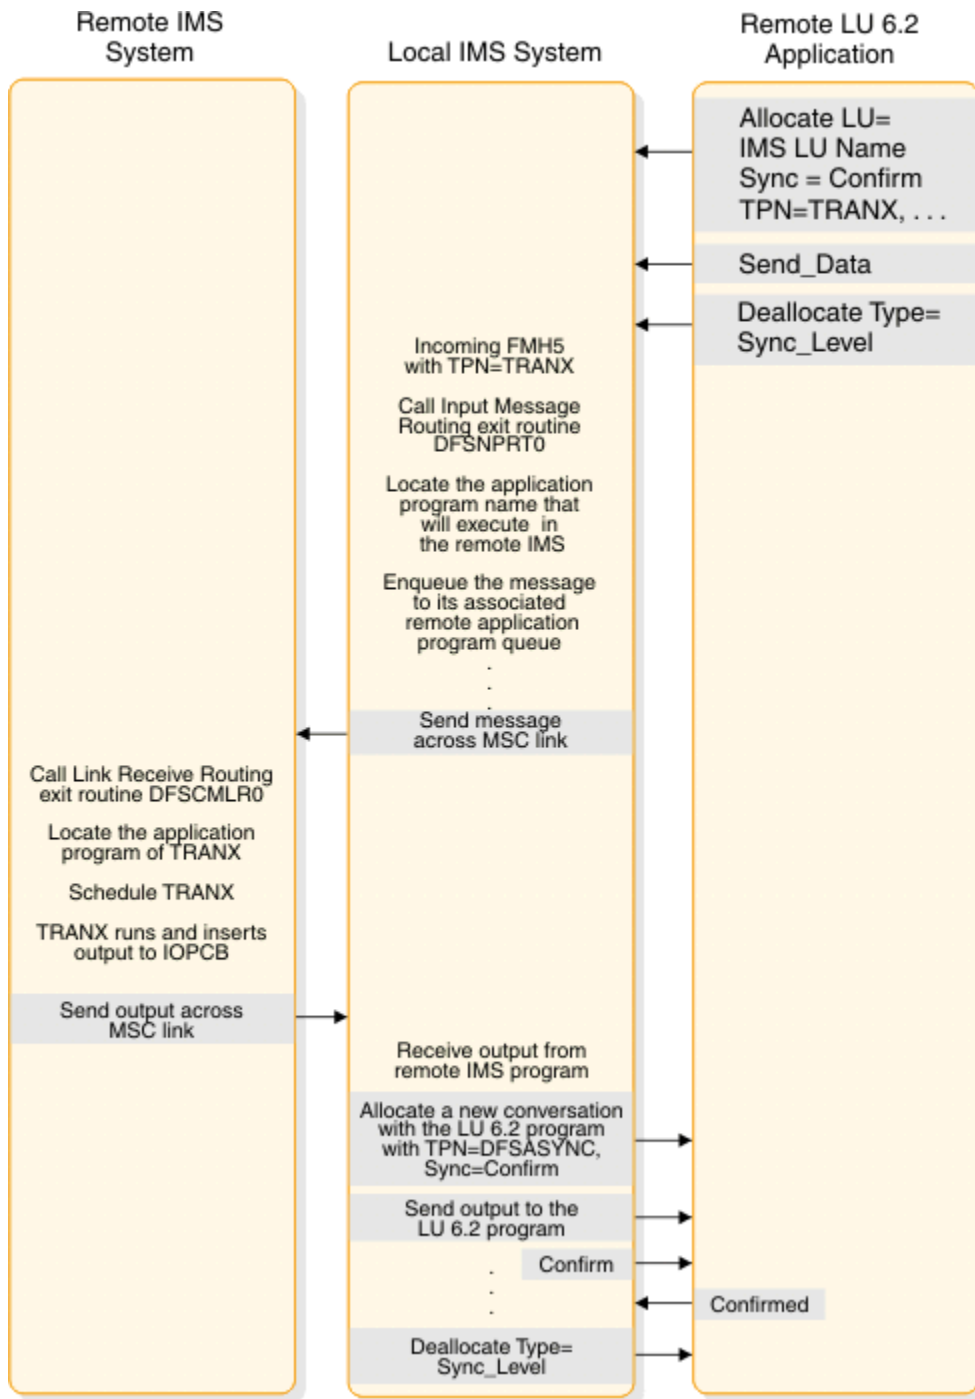 Remote IMS
System
Local IMS System
Remote LU 6.2
Application
Allocate LU=
IMS LU Name
Sync = Confirm
TPN=TRANX, . . .
Send_Data
Deallocate Type=
Sync_Level
Incoming FMH5
with TPN=TRANX
Call Input Message
Routing exit routine
DFSNPRT0
Locate the application
program name that
will execute in
the remote IMS
Enqueue the message
to its associated
remote application
program queue
.
.
.
Send message
across MSC link
Call Link Receive Routing
exit routine DFSCMLR0
Locate the application
program of TRANX
Schedule TRANX
TRANX runs and inserts
output to IOPCB
Send output across
MSC link
Receive output from
remote IMS program
Allocate a new conversation
with the LU 6.2 program
with TPN=DFSASYNC,
Sync=Confirm
Send output to the
LU 6.2 program
Confirm
.
.
.
Confirmed
Deallocate Type=
Sync_Level